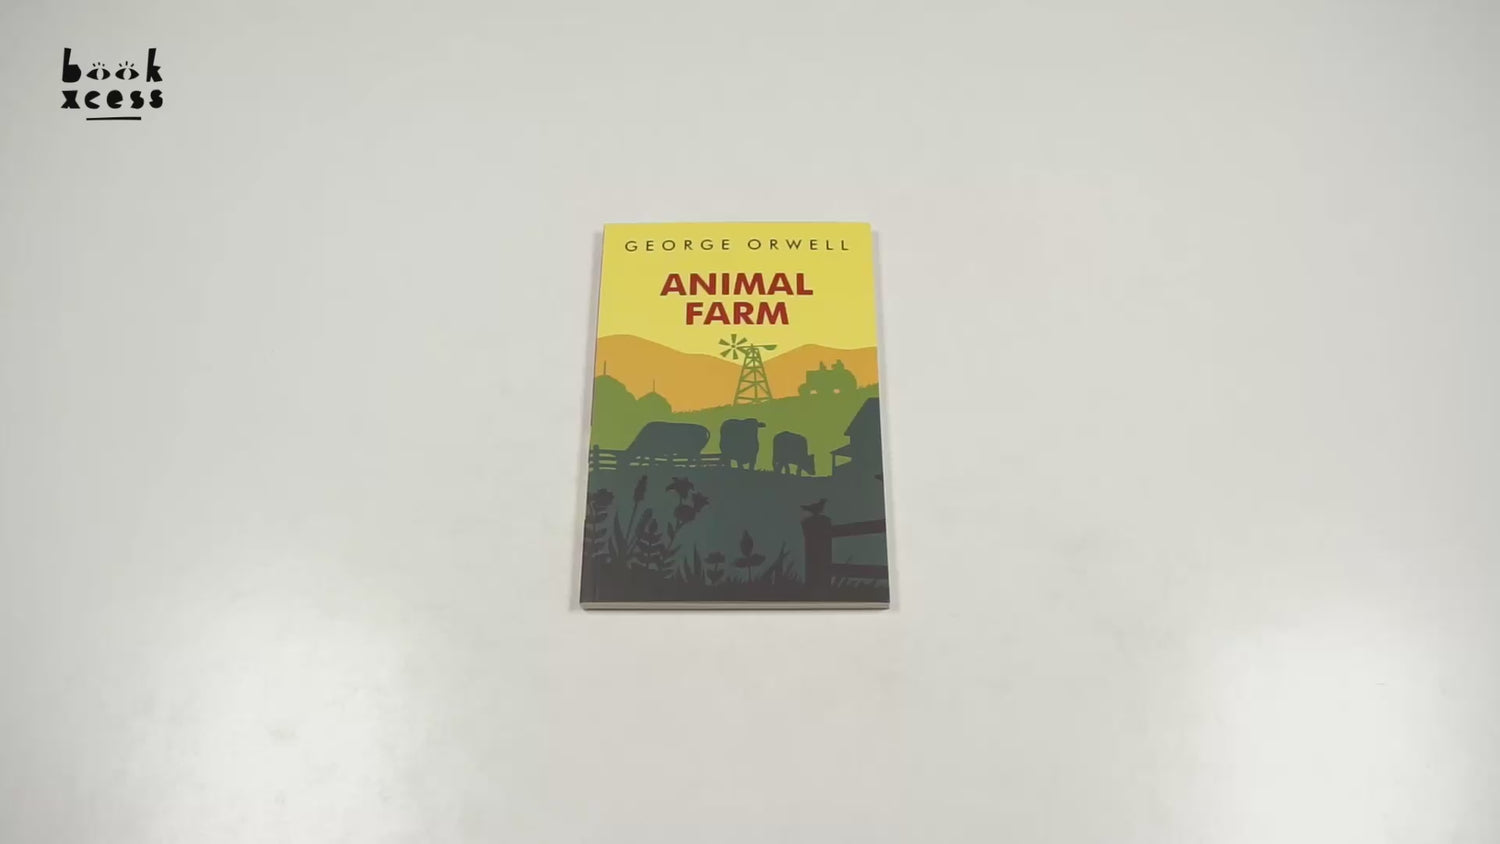 book
xcess
GEORGE ORWELL
ANIMAL
FARM